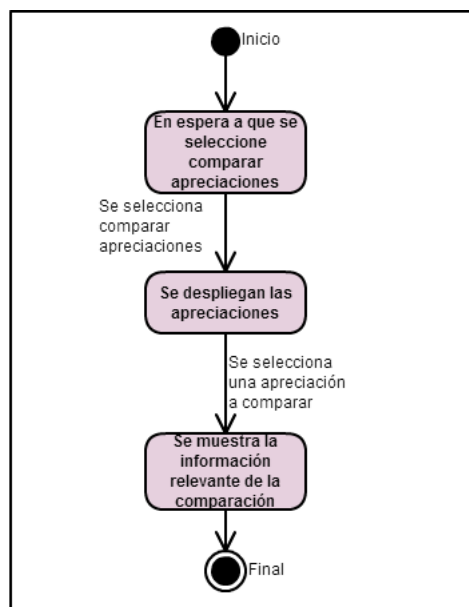 Inicio
En espera a que se
seleccione
comparar
apreciaciones
Se selecciona
comparar
apreciaciones
Se despliegan las
apreciaciones
Se selecciona
una apreciación
a comparar
Se muestra la
información
relevante de la
comparación
Final